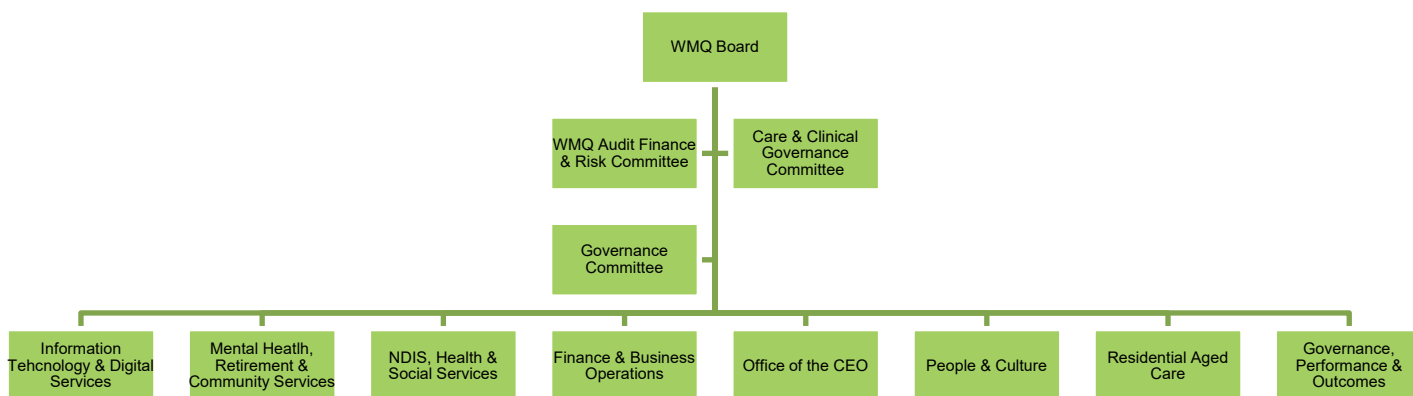 WMQ Board
WMQ Audit Finance
& Risk Committee
Care & Clinical
Governance
Committee
Governance
Committee
Information
Tehcnology & Digital
Services
Mental Heatlh,
Retirement &
Community Services
NDIS, Health &
Social Services
Finance & Business
Operations
Office of the CEO
People & Culture
Residential Aged
Care
Governance,
Performance &
Outcomes